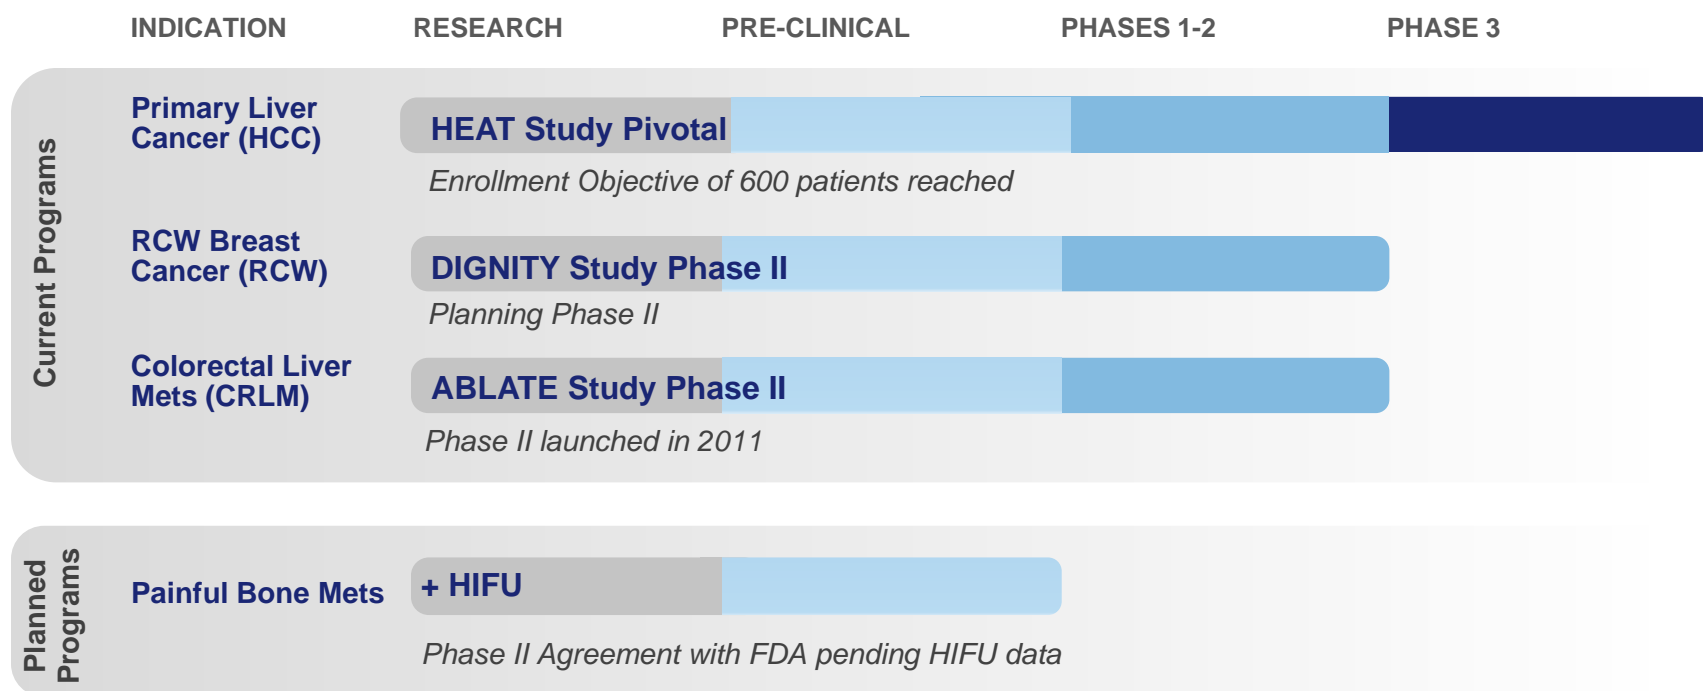 INDICATION RESEARCH PRE-CLINICAL PHASES 1-2 PHASE 3
Current Programs
Primary Liver
Cancer (HCC)
HEAT Study Pivotal
Enrollment Objective of 600 patients reached
RCW Breast
Cancer (RCW)
DIGNITY Study Phase II
Planning Phase II
Colorectal Liver
Mets (CRLM)
ABLATE Study Phase II
Phase II launched in 2011
Planned
Programs
Painful Bone Mets
+ HIFU
Phase II Agreement with FDA pending HIFU data